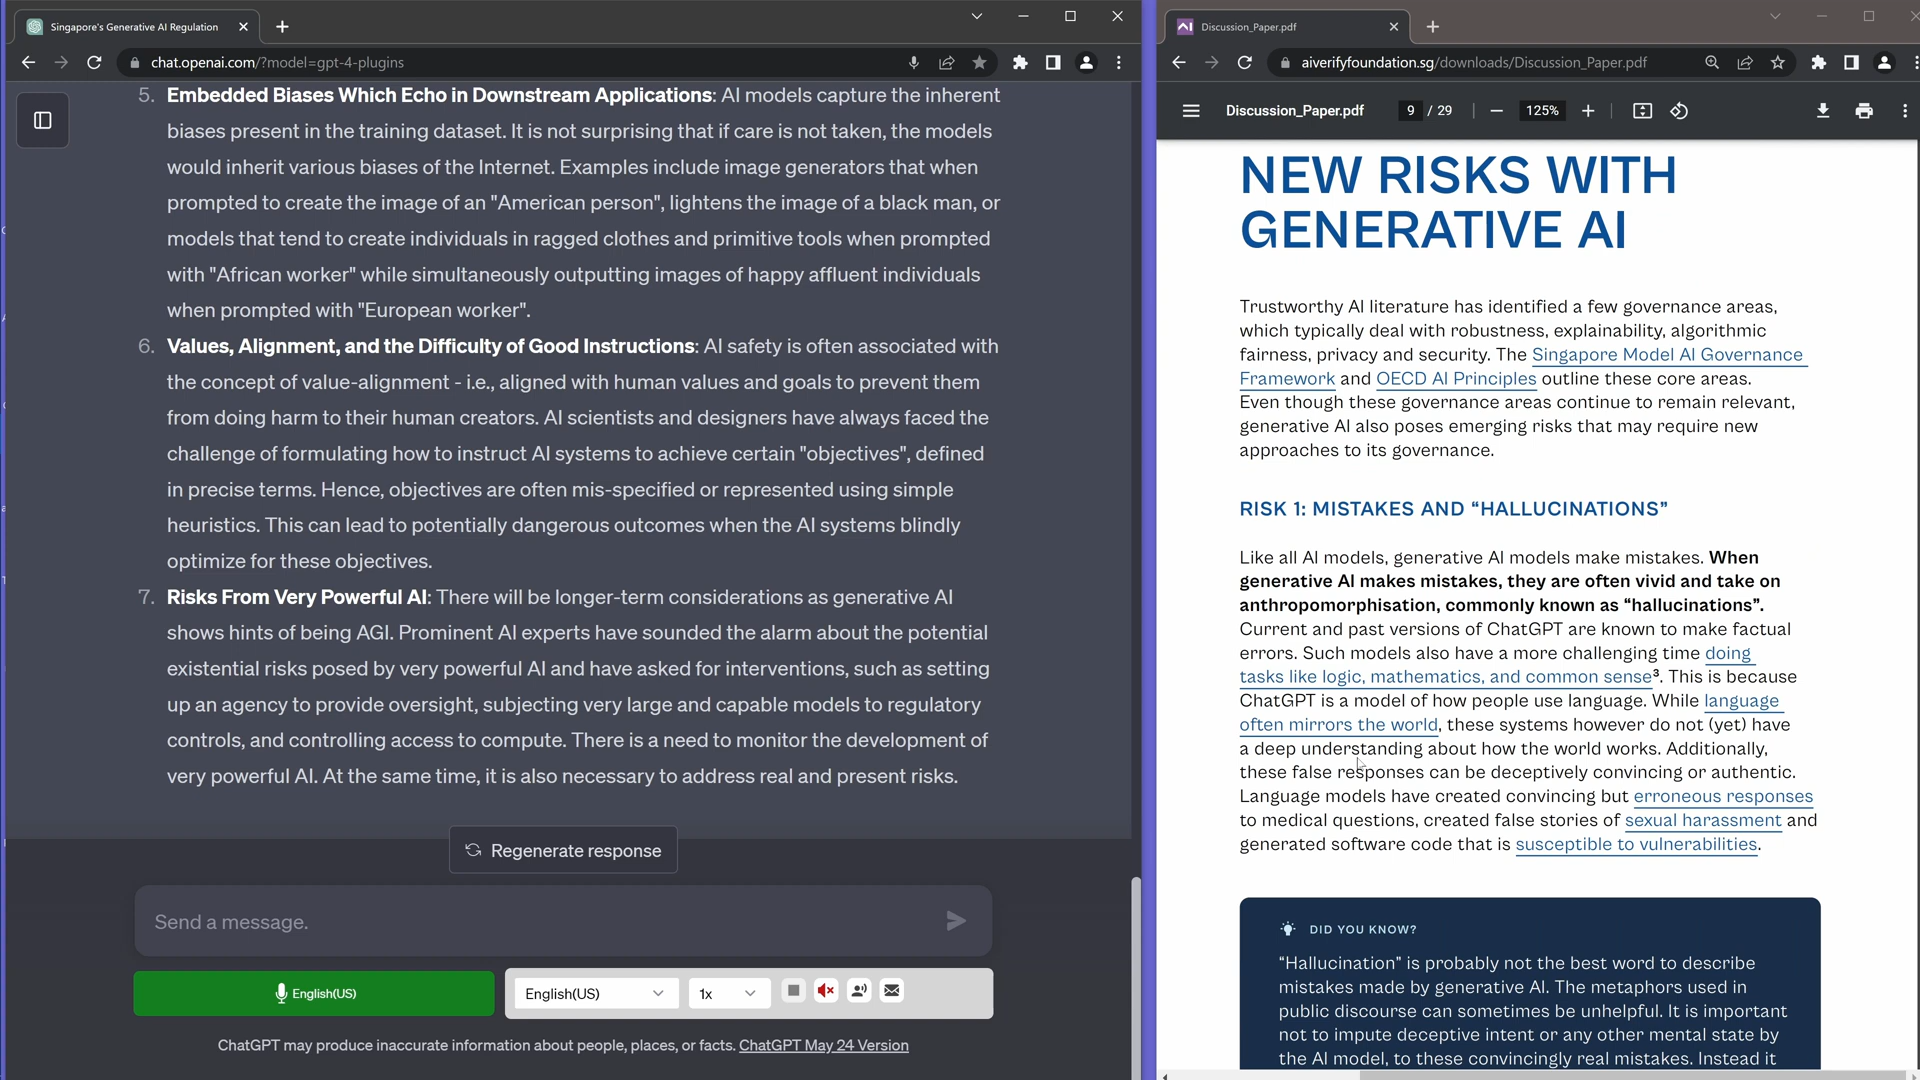 Singapore's Generative AI Regulation
chat.openai.com/?model=gpt-4-plugins
5. Embedded Biases Which Echo in Downstream Applications: AI models capture the inherent
biases present in the training dataset. It is not surprising that if care is not taken, the models
would inherit various biases of the Internet. Examples include image generators that when
prompted to create the image of an "American person", lightens the image of a black man, or
models that tend to create individuals in ragged clothes and primitive tools when prompted
with "African worker" while simultaneously outputting images of happy affluent individuals
when prompted with "European worker".
6. Values, Alignment, and the Difficulty of Good Instructions: AI safety is often associated with
the concept of value-alignment - i.e., aligned with human values and goals to prevent them
from doing harm to their human creators. AI scientists and designers have always faced the
challenge of formulating how to instruct AI systems to achieve certain "objectives", defined
in precise terms. Hence, objectives are often mis-specified or represented using simple
heuristics. This can lead to potentially dangerous outcomes when the AI systems blindly
optimize for these objectives.
7. Risks From Very Powerful AI: There will be longer-term considerations as generative AI
shows hints of being AGI. Prominent AI experts have sounded the alarm about the potential
existential risks posed by very powerful AI and have asked for interventions, such as setting
up an agency to provide oversight, subjecting very large and capable models to regulatory
controls, and controlling access to compute. There is a need to monitor the development of
very powerful AI. At the same time, it is also necessary to address real and present risks.
Regenerate response
Send a message.
English(US)
English(US)
1x
ChatGPT may produce inaccurate information about people, places, or facts. ChatGPT May 24 Version
Discussion_Paper.pdf
aiverifyfoundation.sg/downloads/Discussion_Paper.pdf
Discussion_Paper.pdf 9 / 29 125%
NEW RISKS WITH
GENERATIVE AI
Trustworthy AI literature has identified a few governance areas,
which typically deal with robustness, explainability, algorithmic
fairness, privacy and security. The Singapore Model AI Governance
Framework and OECD AI Principles outline these core areas.
Even though these governance areas continue to remain relevant,
generative AI also poses emerging risks that may require new
approaches to its governance.
RISK 1: MISTAKES AND “HALLUCINATIONS”
Like all AI models, generative AI models make mistakes. When
generative AI makes mistakes, they are often vivid and take on
anthropomorphisation, commonly known as “hallucinations”.
Current and past versions of ChatGPT are known to make factual
errors. Such models also have a more challenging time doing
tasks like logic, mathematics, and common sense³. This is because
ChatGPT is a model of how people use language. While language
often mirrors the world, these systems however do not (yet) have
a deep understanding about how the world works. Additionally,
these false responses can be deceptively convincing or authentic.
Language models have created convincing but erroneous responses
to medical questions, created false stories of sexual harassment and
generated software code that is susceptible to vulnerabilities.
DID YOU KNOW?
“Hallucination” is probably not the best word to describe
mistakes made by generative AI. The metaphors used in
public discourse can sometimes be unhelpful. It is important
not to impute deceptive intent or any other mental state by
the AI model, to these convincingly real mistakes. Instead it